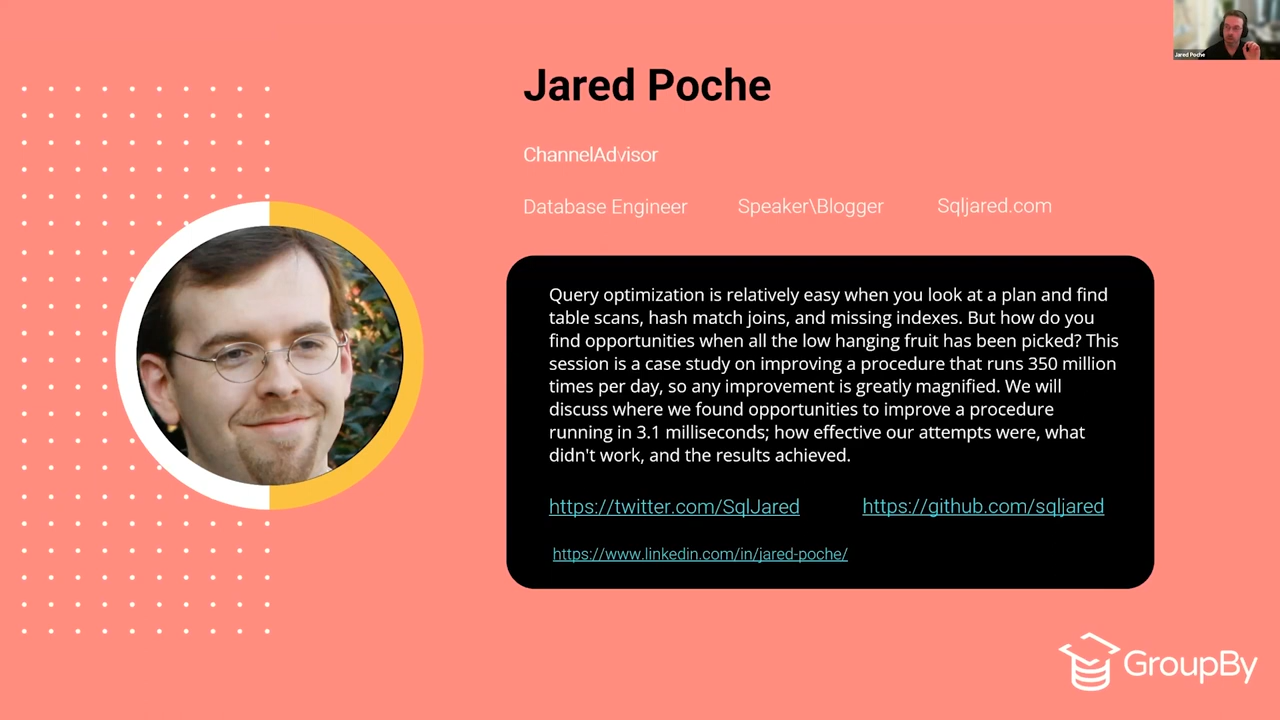 Jared Poche
Jared Poche
ChannelAdvisor
Database Engineer
Speaker\Blogger
Sqljared.com
Query optimization is relatively easy when you look at a plan and find
table scans, hash match joins, and missing indexes. But how do you
find opportunities when all the low hanging fruit has been picked? This
session is a case study on improving a procedure that runs 350 million
times per day, so any improvement is greatly magnified. We will
discuss where we found opportunities to improve a procedure
running in 3.1 milliseconds; how effective our attempts were, what
didn't work, and the results achieved.
https://twitter.com/SqlJared
https://github.com/sqljared
https://www.linkedin.com/in/jared-poche/
GroupBy